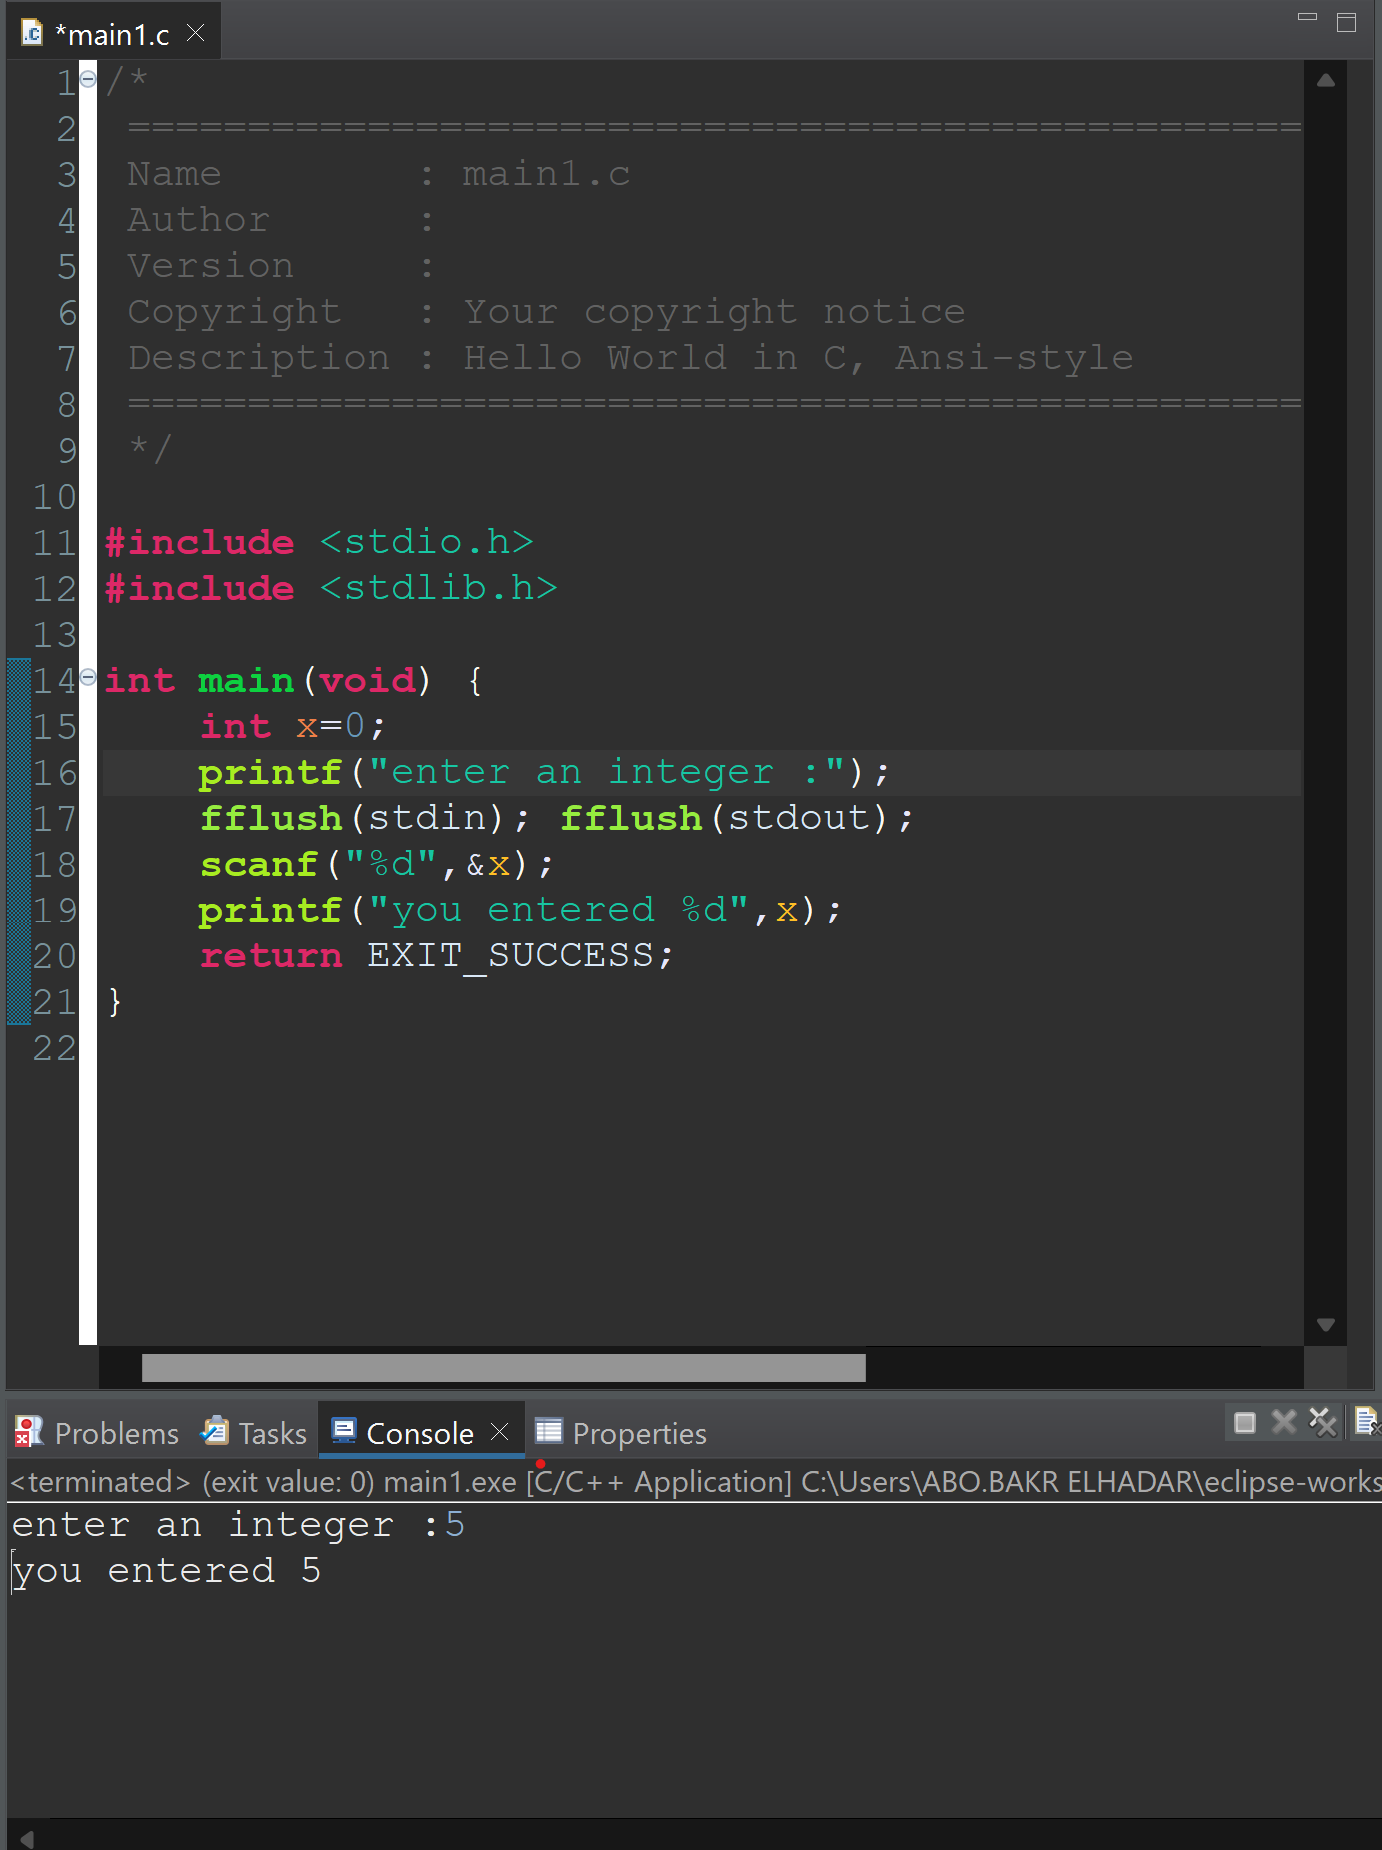 *main1.c
1 /*
2 =================================================
3 Name        : main1.c
4 Author      :
5 Version     :
6 Copyright   : Your copyright notice
7 Description : Hello World in C, Ansi-style
8 =================================================
9 */
10
11 #include <stdio.h>
12 #include <stdlib.h>
13
14 int main(void) {
15     int x=0;
16     printf("enter an integer :");
17     fflush(stdin); fflush(stdout);
18     scanf("%d",&x);
19     printf("you entered %d",x);
20     return EXIT_SUCCESS;
21 }
22
Problems Tasks Console Properties
<terminated> (exit value: 0) main1.exe [C/C++ Application] C:\Users\ABO.BAKR ELHADAR\eclipse-works
enter an integer :5
you entered 5